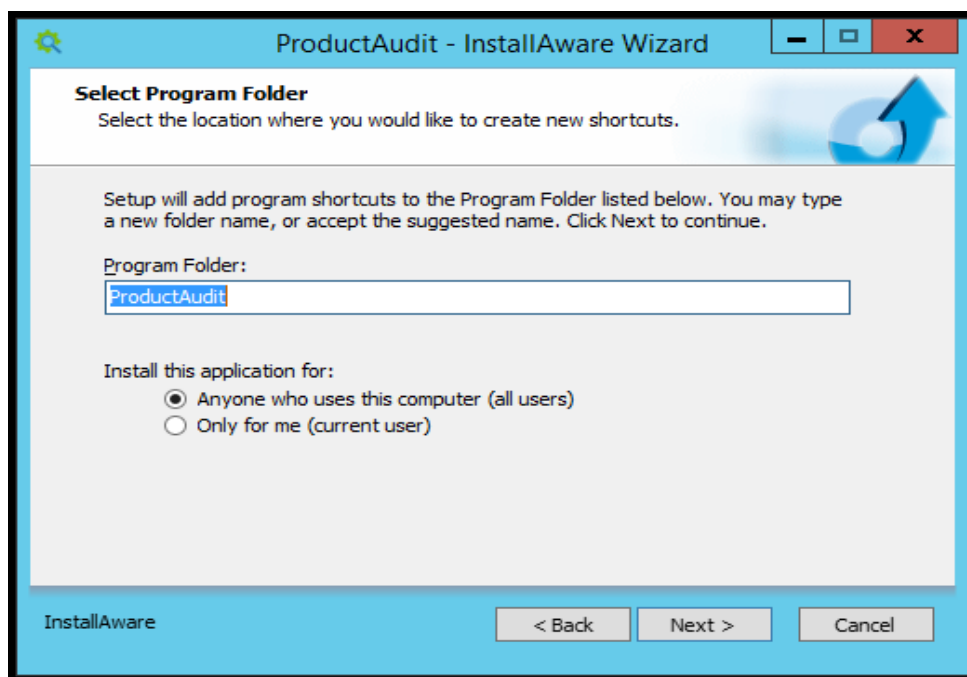 ProductAudit - InstallAware Wizard
Select Program Folder
Select the location where you would like to create new shortcuts.
Setup will add program shortcuts to the Program Folder listed below. You may type
a new folder name, or accept the suggested name. Click Next to continue.
Program Folder:
ProductAudit
Install this application for:
Anyone who uses this computer (all users)
Only for me (current user)
InstallAware
< Back
Next >
Cancel